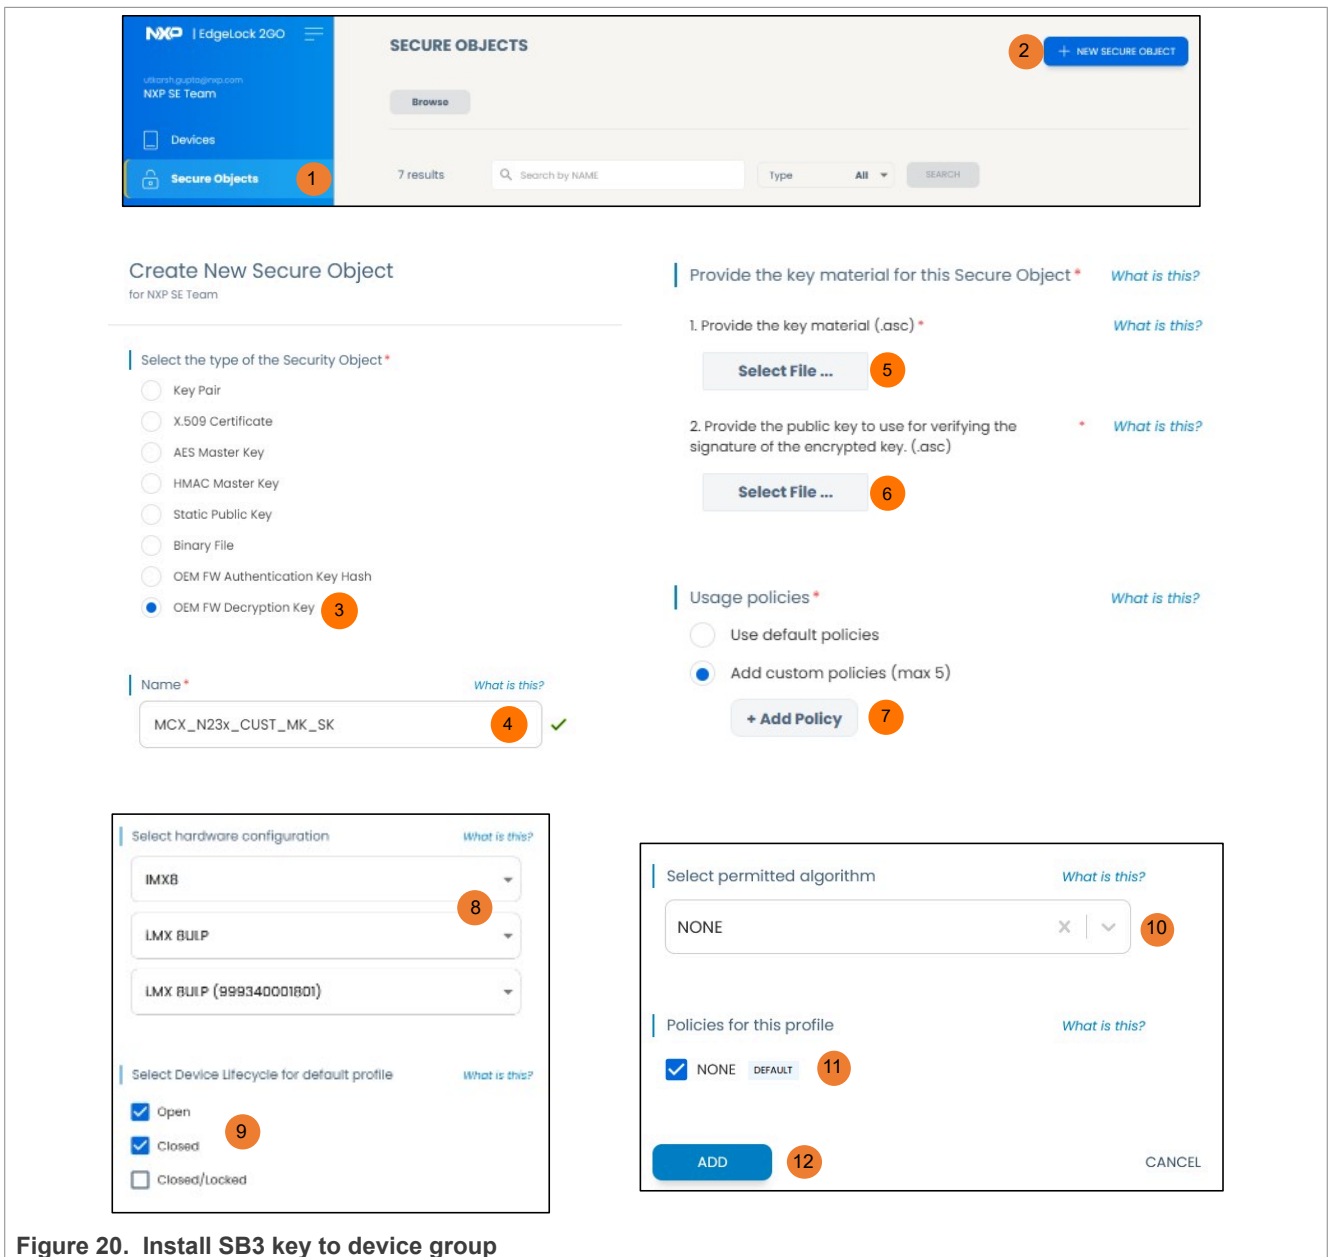 NXP | EdgeLock 2GO
utkarsh.gupta@nxp.com
NXP SE Team
Devices
Secure Objects
1
SECURE OBJECTS
2
+ NEW SECURE OBJECT
Browse
7 results
Search by NAME
Type
All
SEARCH
Create New Secure Object
for NXP SE Team
Select the type of the Security Object*
Key Pair
X.509 Certificate
AES Master Key
HMAC Master Key
Static Public Key
Binary File
OEM FW Authentication Key Hash
OEM FW Decryption Key
3
Name*
What is this?
MCX_N23x_CUST_MK_SK
4
Provide the key material for this Secure Object*
What is this?
1. Provide the key material (.asc)*
What is this?
Select File ...
5
2. Provide the public key to use for verifying the
signature of the encrypted key. (.asc)
*
What is this?
Select File ...
6
Usage policies*
What is this?
Use default policies
Add custom policies (max 5)
+ Add Policy
7
Select hardware configuration
What is this?
IMX8
8
I.MX 8ULP
I.MX 8ULP (999340001801)
Select Device Lifecycle for default profile
What is this?
Open
9
Closed
Closed/Locked
Select permitted algorithm
What is this?
NONE
10
Policies for this profile
What is this?
NONE
DEFAULT
11
ADD
12
CANCEL
Figure 20. Install SB3 key to device group